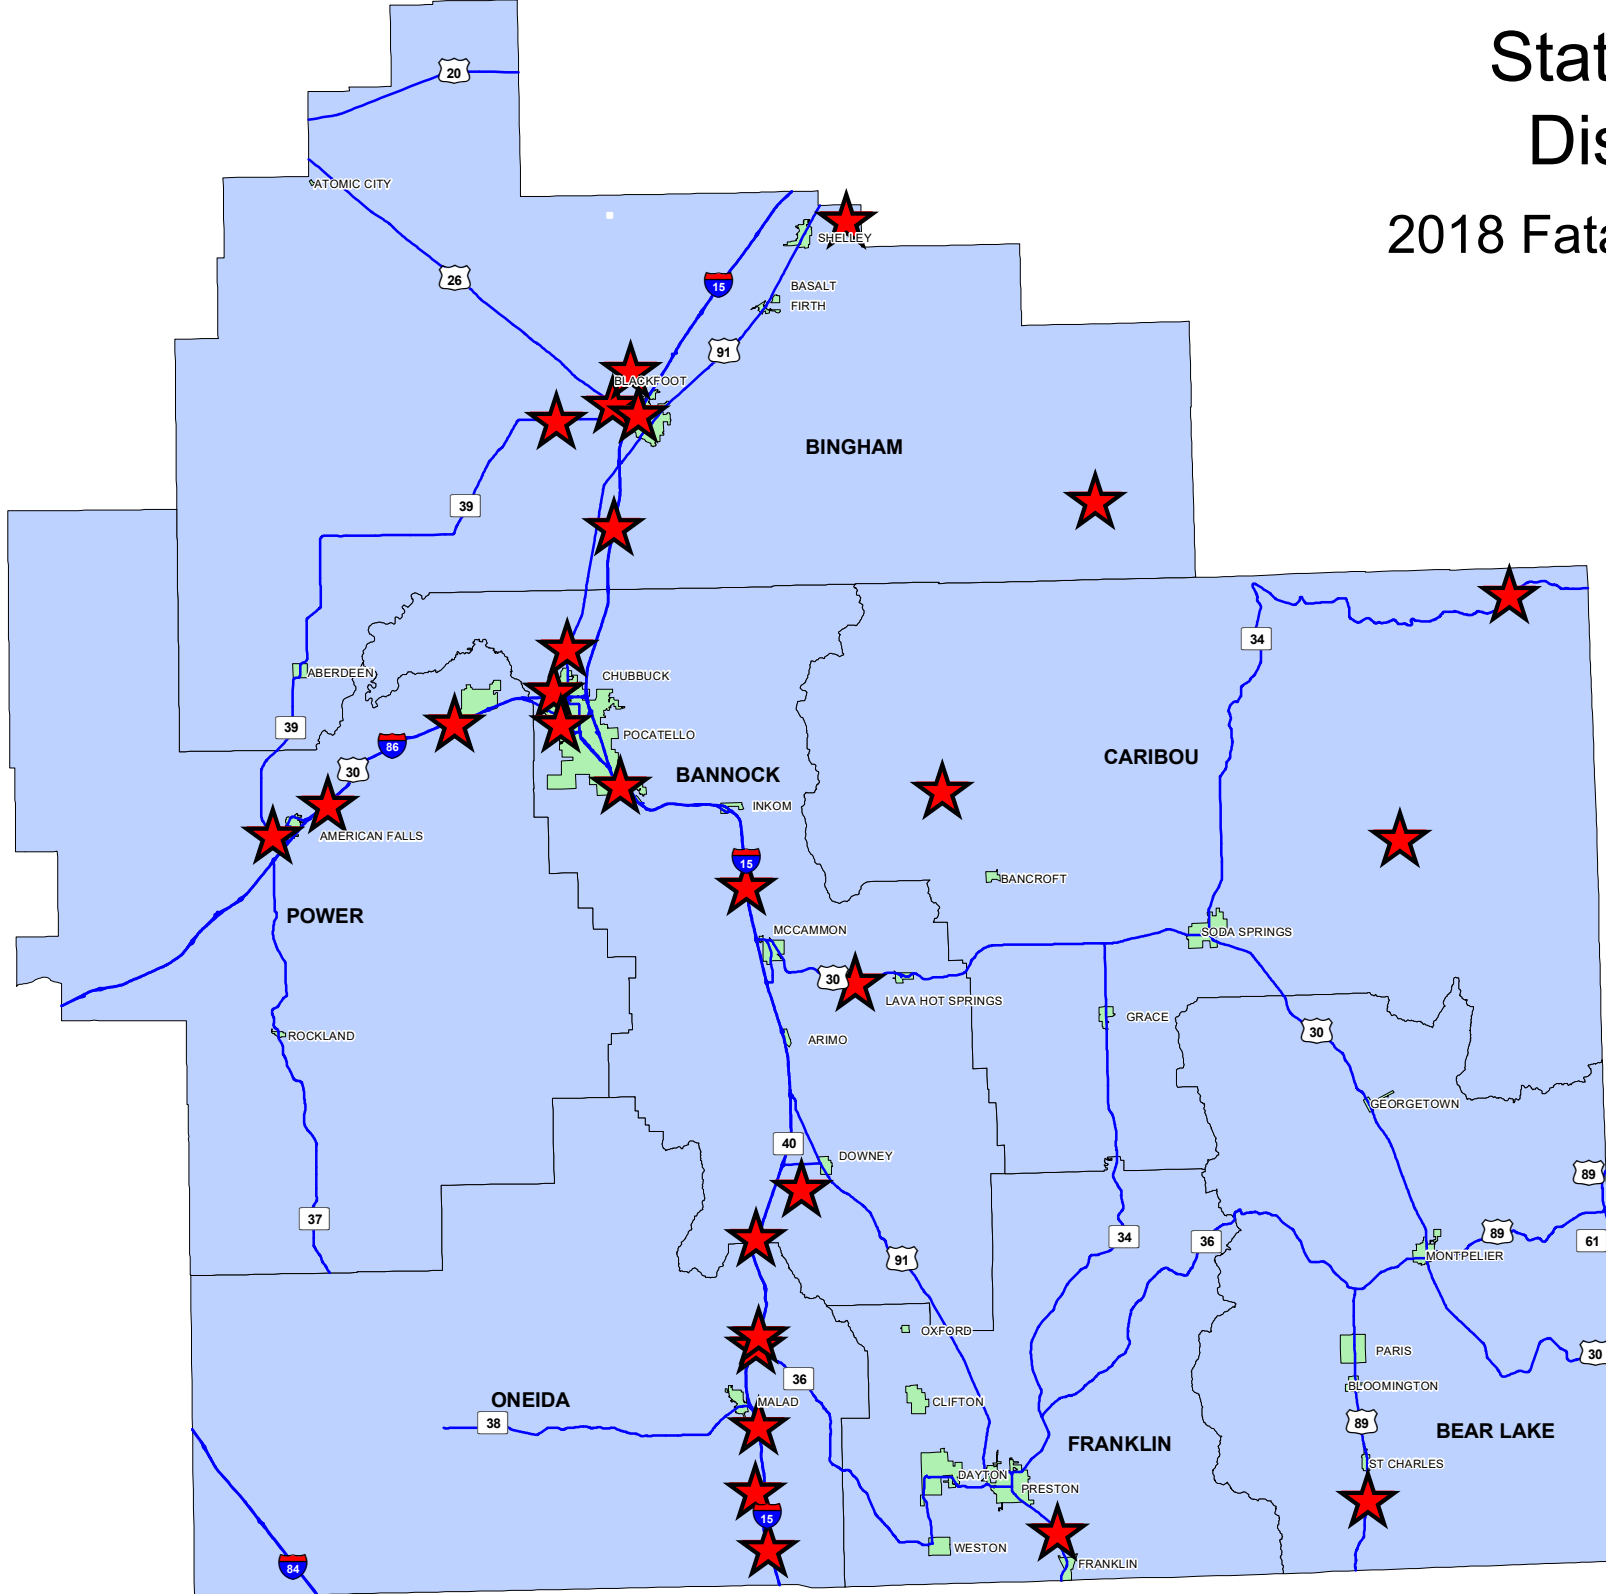 Stat
Dis
2018 Fata
20
ATOMIC CITY
SHELLEY
26
15
BASALT
FIRTH
91
BLACKFOOT
BINGHAM
39
34
ABERDEEN
CHUBBUCK
39
POCATELLO
86
30
CARIBOU
BANNOCK
INKOM
AMERICAN FALLS
15
BANCROFT
POWER
MCCAMMON
SODA SPRINGS
30
LAVA HOT SPRINGS
GRACE
30
ROCKLAND
ARIMO
GEORGETOWN
40
DOWNEY
89
37
34
36
89
61
91
MONTPELIER
OXFORD
PARIS
30
36
BLOOMINGTON
ONEIDA
MALAD
CLIFTON
38
89
BEAR LAKE
FRANKLIN
ST CHARLES
DAYTON
PRESTON
15
WESTON
FRANKLIN
84